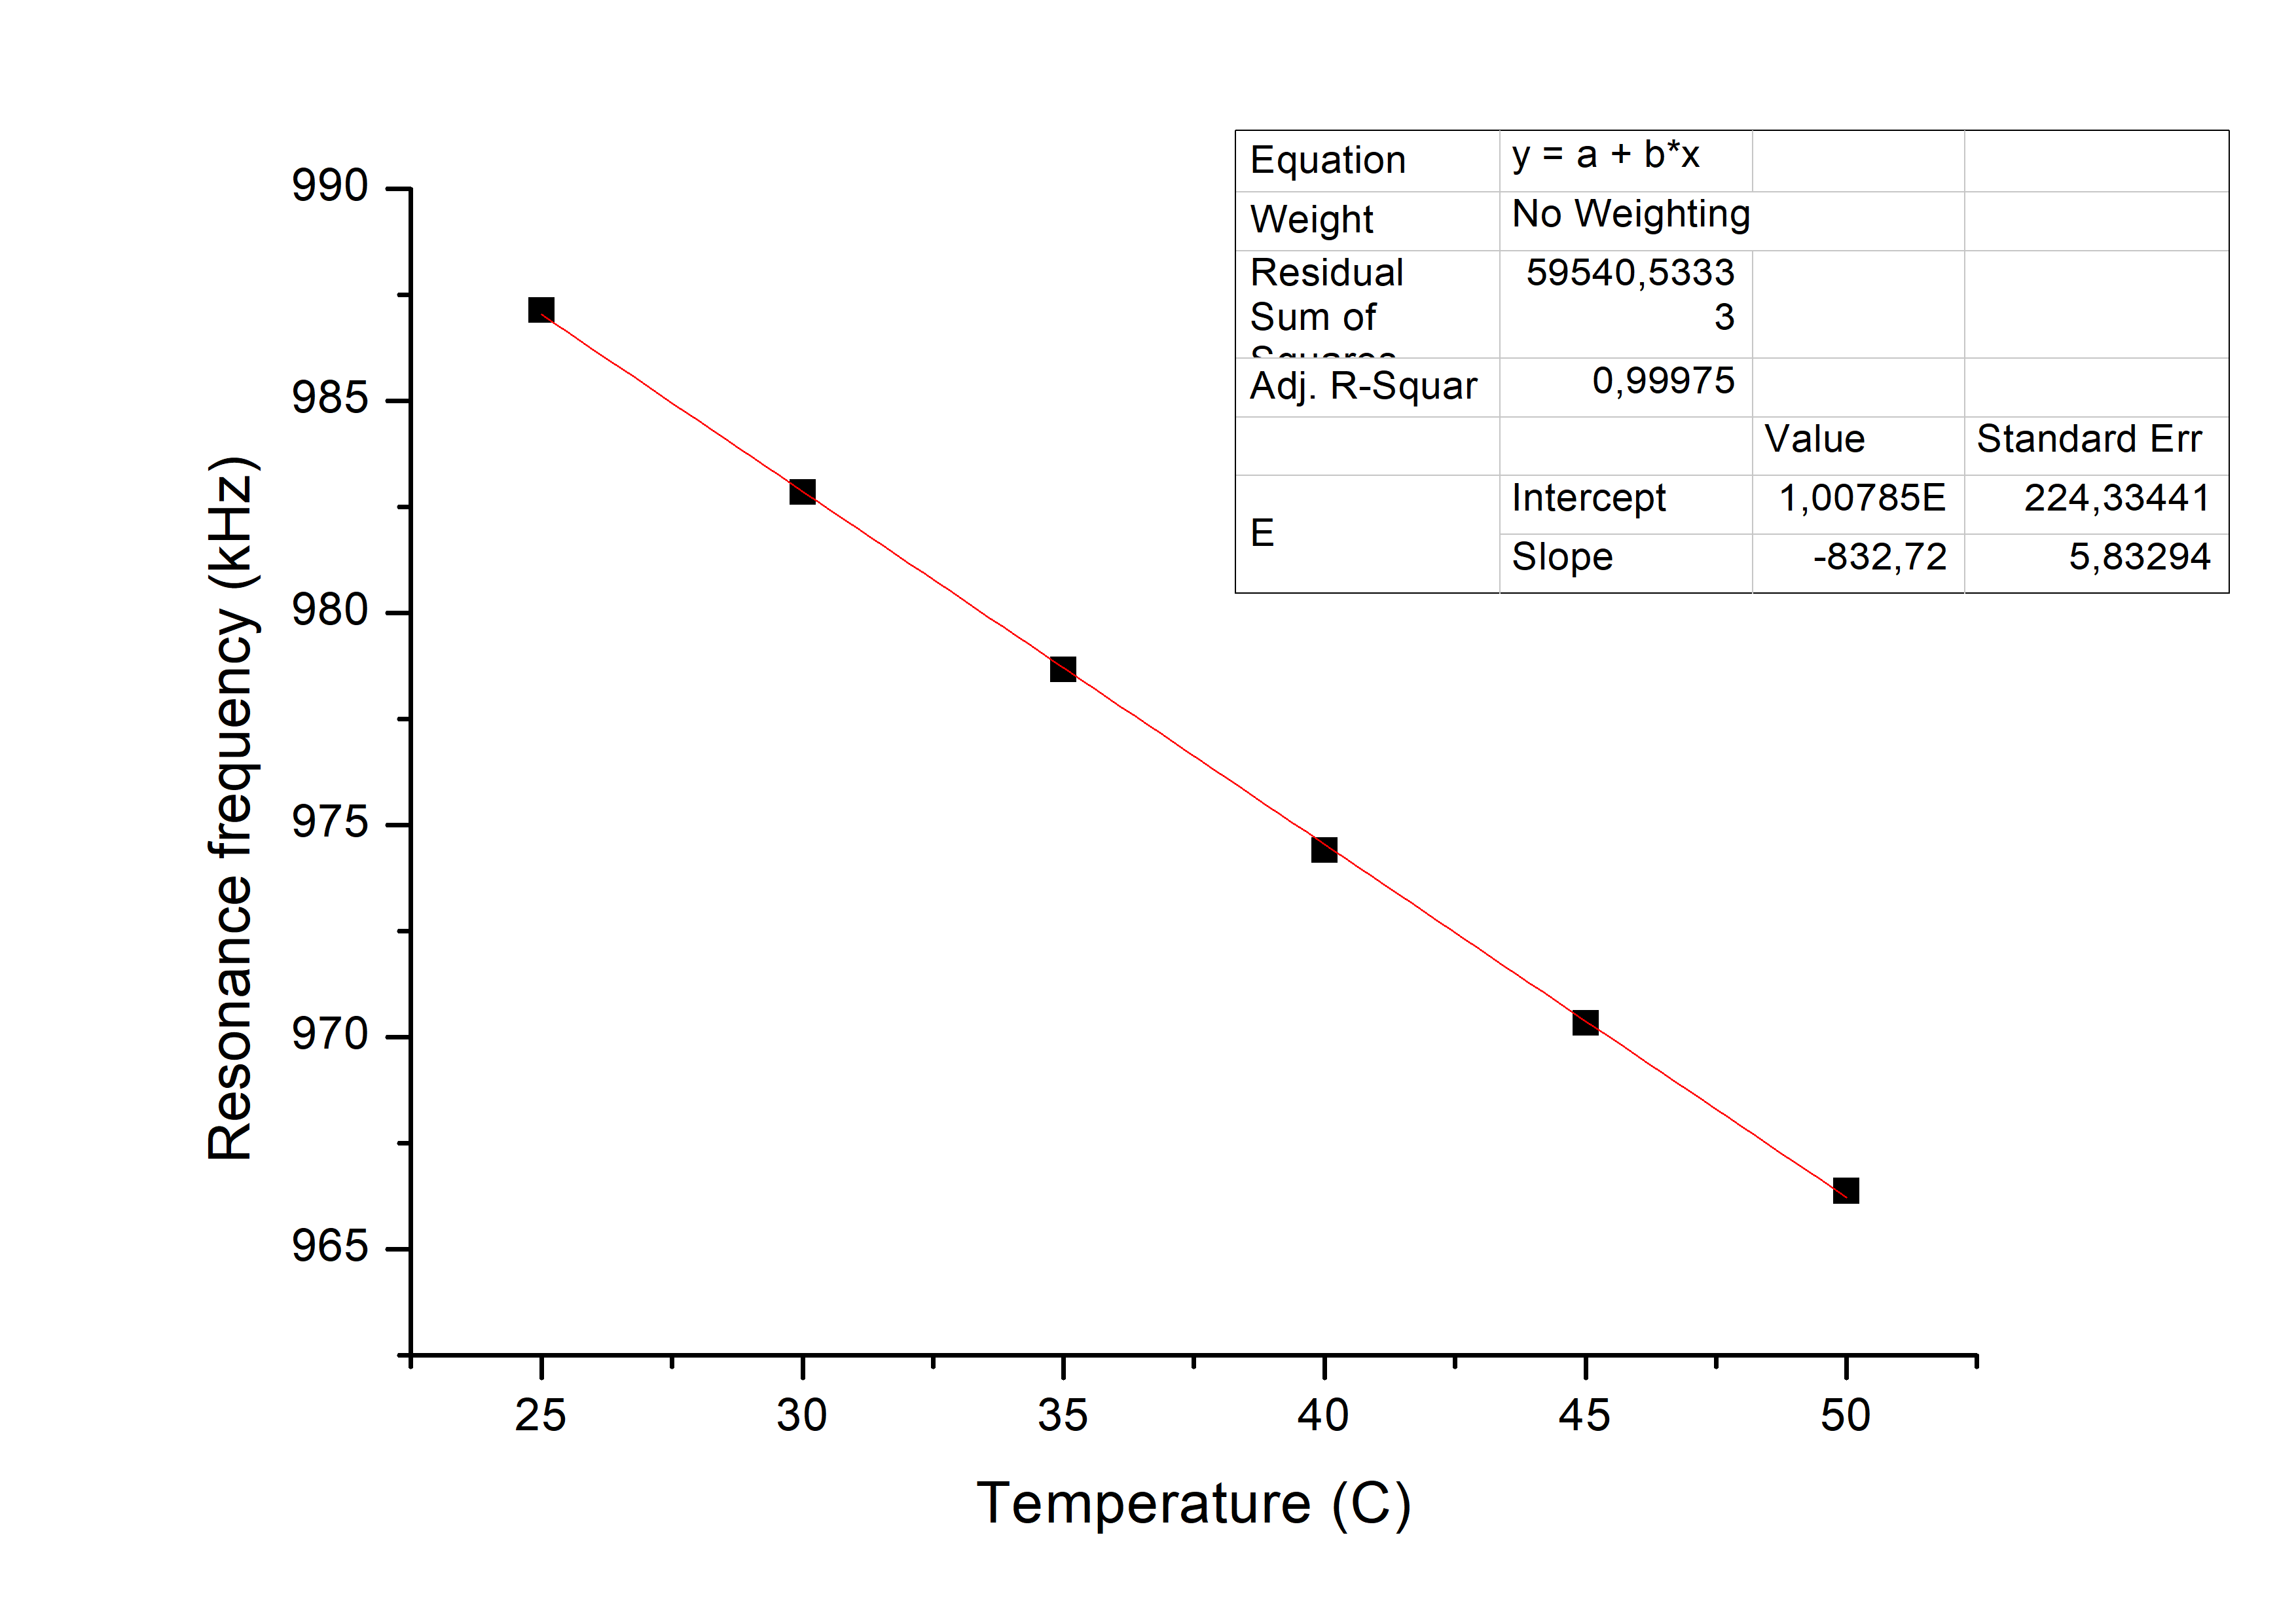 990
985
980
975
970
965
Resonance frequency (kHz)
25 30 35 40 45 50
Temperature (C)
Equation y = a + b*x
Weight No Weighting
Residual 59540,5333
Sum of 3
Squares
Adj. R-Squar 0,99975
Value Standard Err
E
Intercept 1,00785E 224,33441
Slope -832,72 5,83294